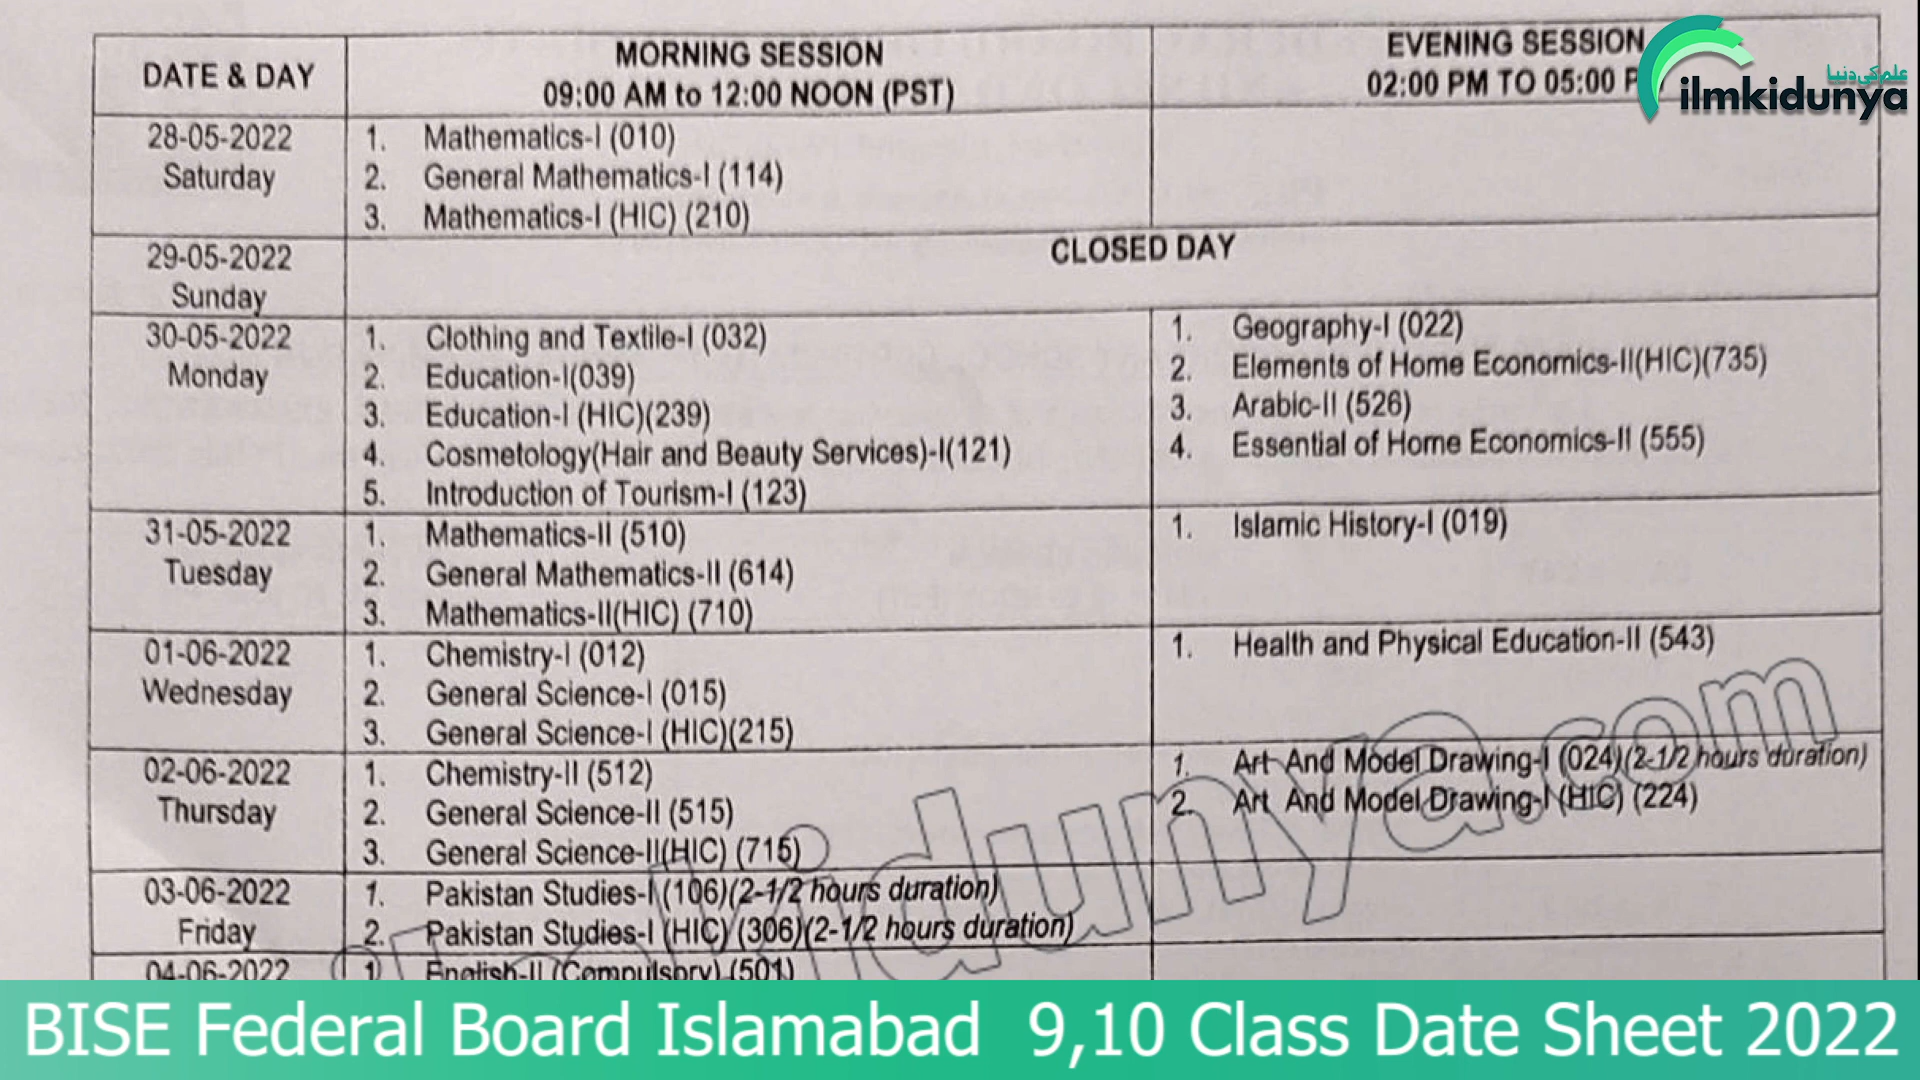 DATE & DAY
MORNING SESSION
09:00 AM to 12:00 NOON (PST)
EVENING SESSION
02:00 PM TO 05:00 P
علم کی دنیا
ilmkidunya
28-05-2022
Saturday
1. Mathematics-I (010)
2. General Mathematics-I (114)
3. Mathematics-I (HIC) (210)
29-05-2022
Sunday
CLOSED DAY
30-05-2022
Monday
1. Clothing and Textile-I (032)
2. Education-I(039)
3. Education-I (HIC)(239)
4. Cosmetology(Hair and Beauty Services)-I(121)
5. Introduction of Tourism-I (123)
1. Geography-I (022)
2. Elements of Home Economics-II(HIC)(735)
3. Arabic-II (526)
4. Essential of Home Economics-II (555)
31-05-2022
Tuesday
1. Mathematics-II (510)
2. General Mathematics-II (614)
3. Mathematics-II(HIC) (710)
1. Islamic History-I (019)
01-06-2022
Wednesday
1. Chemistry-I (012)
2. General Science-I (015)
3. General Science-I (HIC)(215)
1. Health and Physical Education-II (543)
02-06-2022
Thursday
1. Chemistry-II (512)
2. General Science-II (515)
3. General Science-II(HIC) (715)
1. Art And Model Drawing-I (024)(2-1/2 hours duration)
2. Art And Model Drawing-I (HIC) (224)
03-06-2022
Friday
1. Pakistan Studies-I (106)(2-1/2 hours duration)
2. Pakistan Studies-I (HIC) (306)(2-1/2 hours duration)
04-06-2022
1. English-II (Compulsory) (501)
ilmkidunya.com
BISE Federal Board Islamabad 9,10 Class Date Sheet 2022